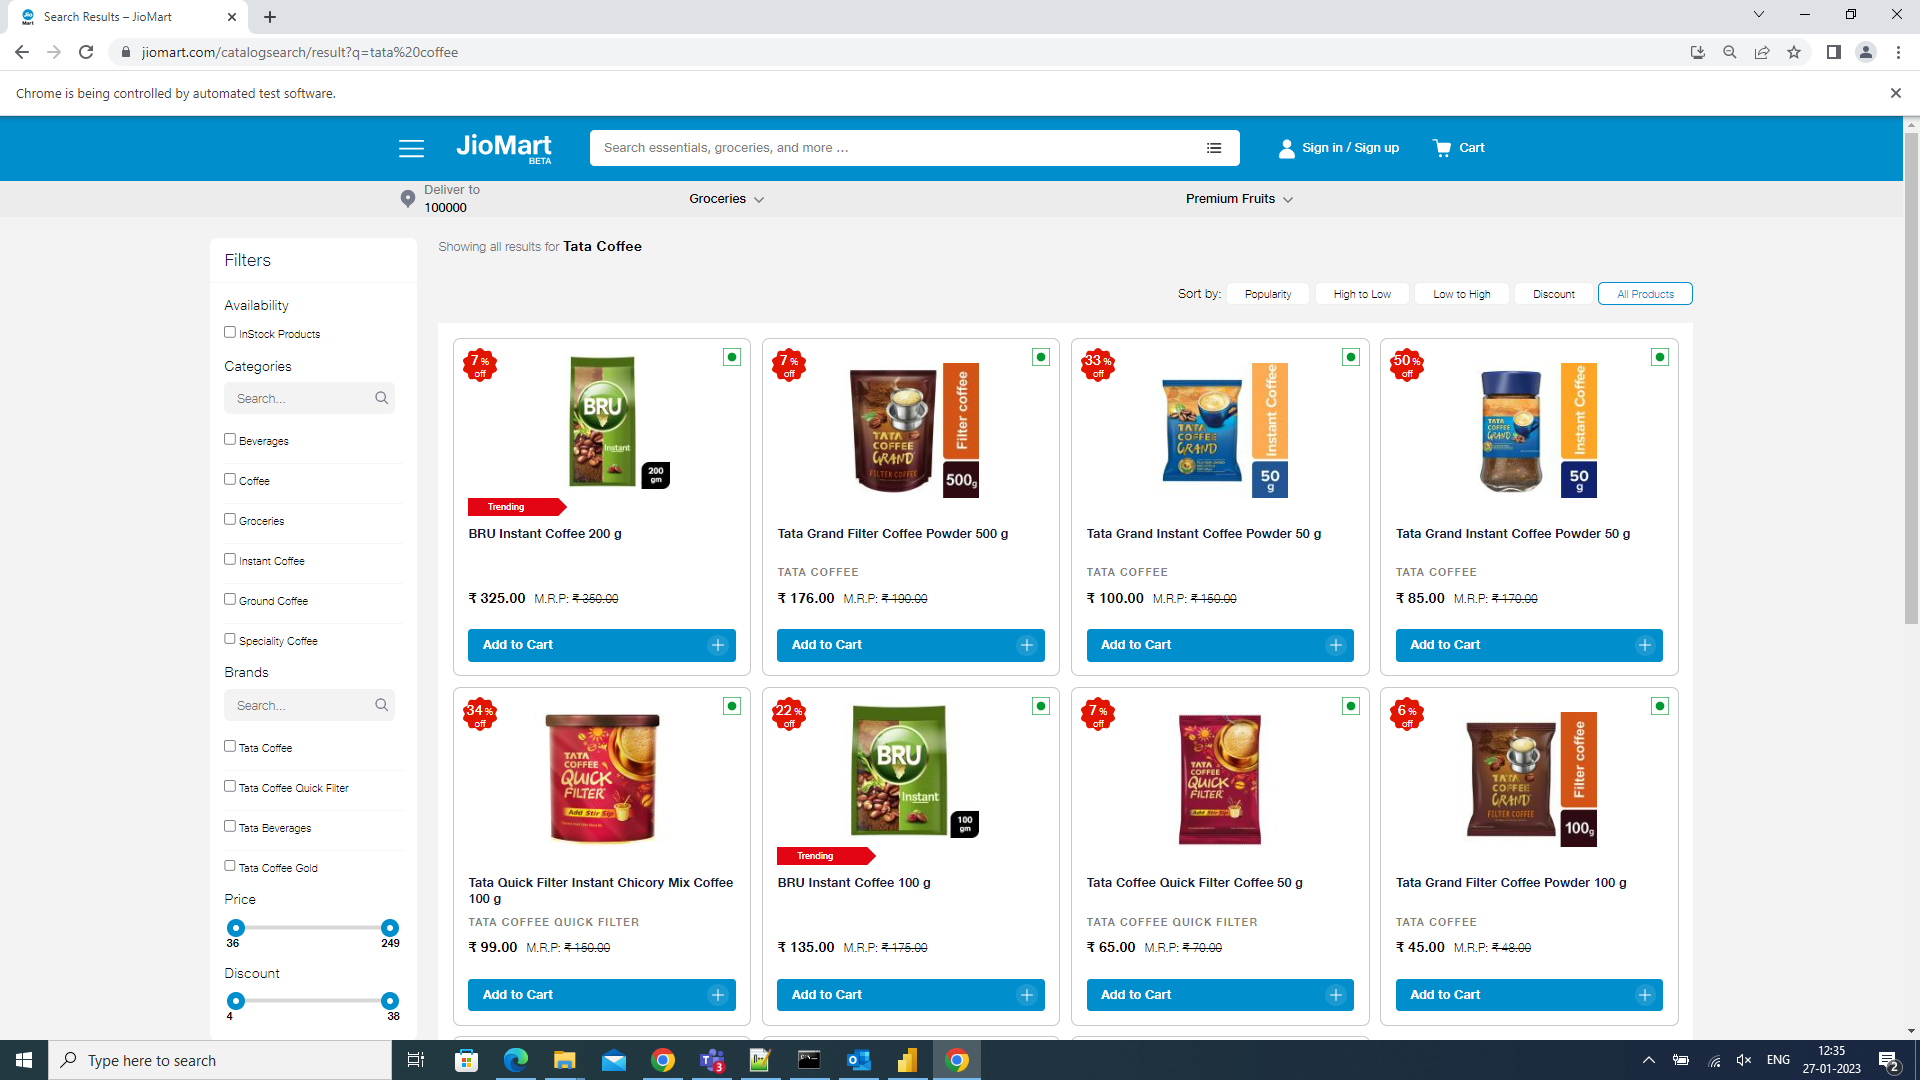 Search Results – JioMart
jiomart.com/catalogsearch/result?q=tata%20coffee
Chrome is being controlled by automated test software.
JioMart
BETA
Search essentials, groceries, and more ...
Sign in / Sign up
Cart
Deliver to
100000
Groceries
Premium Fruits
Showing all results for Tata Coffee
Sort by:
Popularity
High to Low
Low to High
Discount
All Products
Filters
Availability
InStock Products
Categories
Search...
Beverages
Coffee
Groceries
Instant Coffee
Ground Coffee
Speciality Coffee
Brands
Search...
Tata Coffee
Tata Coffee Quick Filter
Tata Beverages
Tata Coffee Gold
Price
36
249
Discount
4
38
7 %
off
BRU
Instant
200
gm
Trending
BRU Instant Coffee 200 g
₹ 325.00 M.R.P: ₹ 350.00
Add to Cart
7 %
off
TATA
COFFEE
GRAND
FILTER COFFEE
Filter coffee
500g
Tata Grand Filter Coffee Powder 500 g
TATA COFFEE
₹ 176.00 M.R.P: ₹ 190.00
Add to Cart
33 %
off
TATA
COFFEE
GRAND
Instant Coffee
50
g
Tata Grand Instant Coffee Powder 50 g
TATA COFFEE
₹ 100.00 M.R.P: ₹ 150.00
Add to Cart
50 %
off
TATA
COFFEE
GRAND
Instant Coffee
50
g
Tata Grand Instant Coffee Powder 50 g
TATA COFFEE
₹ 85.00 M.R.P: ₹ 170.00
Add to Cart
34 %
off
TATA
COFFEE
QUICK
FILTER
Add Stir Sip
Tata Quick Filter Instant Chicory Mix Coffee
100 g
TATA COFFEE QUICK FILTER
₹ 99.00 M.R.P: ₹ 150.00
Add to Cart
22 %
off
BRU
Instant
100
gm
Trending
BRU Instant Coffee 100 g
₹ 135.00 M.R.P: ₹ 175.00
Add to Cart
7 %
off
TATA
COFFEE
QUICK
FILTER
Add Stir Sip
Tata Coffee Quick Filter Coffee 50 g
TATA COFFEE QUICK FILTER
₹ 65.00 M.R.P: ₹ 70.00
Add to Cart
6 %
off
TATA
COFFEE
GRAND
FILTER COFFEE
Filter coffee
100g
Tata Grand Filter Coffee Powder 100 g
TATA COFFEE
₹ 45.00 M.R.P: ₹ 48.00
Add to Cart
Type here to search
3
ENG
12:35
27-01-2023
2